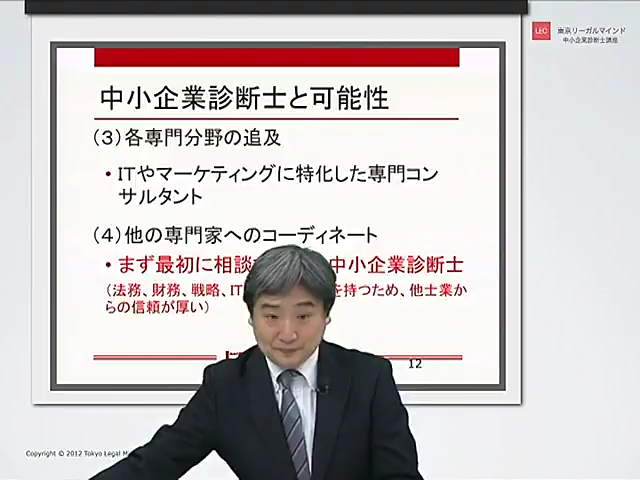 LEC 東京リーガルマインド
中小企業診断士講座
中小企業診断士と可能性
（3）各専門分野の追及
・ITやマーケティングに特化した専門コン
サルタント
（4）他の専門家へのコーディネート
・まず最初に相談 中小企業診断士
（法務、財務、戦略、IT を持つため、他士業か
らの信頼が厚い）
12
Copyright © 2012 Tokyo Legal